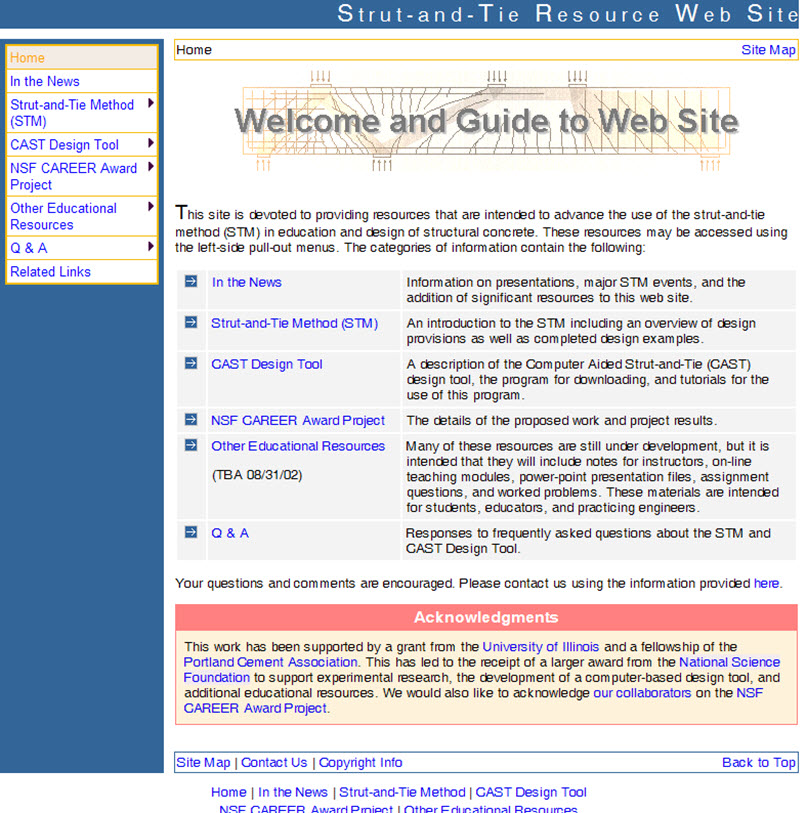 Strut-and-Tie Resource Web Site
Home
In the News
Strut-and-Tie Method
(STM)
CAST Design Tool
NSF CAREER Award
Project
Other Educational
Resources
Q & A
Related Links
Home Site Map
Welcome and Guide to Web Site
This site is devoted to providing resources that are intended to advance the use of the strut-and-tie
method (STM) in education and design of structural concrete. These resources may be accessed using
the left-side pull-out menus. The categories of information contain the following:
In the News Information on presentations, major STM events, and the
addition of significant resources to this web site.
Strut-and-Tie Method (STM) An introduction to the STM including an overview of design
provisions as well as completed design examples.
CAST Design Tool A description of the Computer Aided Strut-and-Tie (CAST)
design tool, the program for downloading, and tutorials for the
use of this program.
NSF CAREER Award Project The details of the proposed work and project results.
Other Educational Resources Many of these resources are still under development, but it is
intended that they will include notes for instructors, on-line
(TBA 08/31/02) teaching modules, power-point presentation files, assignment
questions, and worked problems. These materials are intended
for students, educators, and practicing engineers.
Q & A Responses to frequently asked questions about the STM and
CAST Design Tool.
Your questions and comments are encouraged. Please contact us using the information provided here.
Acknowledgments
This work has been supported by a grant from the University of Illinois and a fellowship of the
Portland Cement Association. This has led to the receipt of a larger award from the National Science
Foundation to support experimental research, the development of a computer-based design tool, and
additional educational resources. We would also like to acknowledge our collaborators on the NSF
CAREER Award Project.
Site Map | Contact Us | Copyright Info Back to Top
Home | In the News | Strut-and-Tie Method | CAST Design Tool
NSF CAREER Award Project | Other Educational Resources